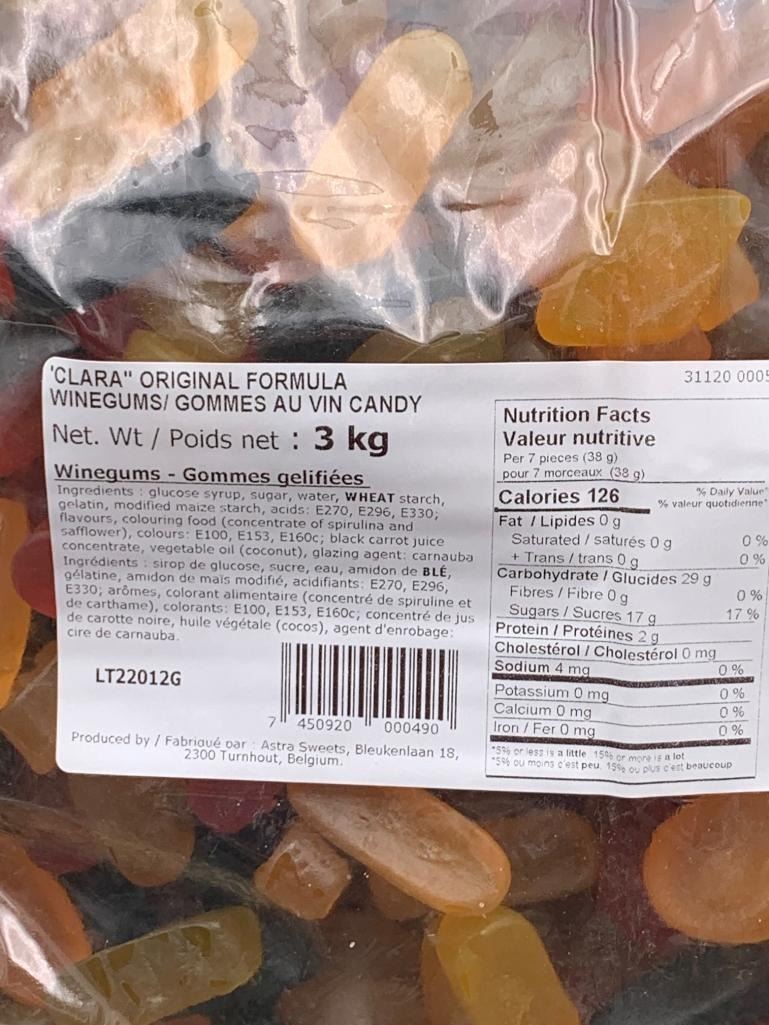 'CLARA" ORIGINAL FORMULA
WINEGUMS/ GOMMES AU VIN CANDY
Net. Wt / Poids net : 3 kg
Winegums - Gommes gelifiées
Ingredients : glucose syrup, sugar, water, WHEAT starch,
gelatin, modified maize starch, acids: E270, E296, E330;
flavours, colouring food (concentrate of spirulina and
safflower), colours: E100, E153, E160c; black carrot juice
concentrate, vegetable oil (coconut), glazing agent: carnauba
Ingrédients : sirop de glucose, sucre, eau, amidon de BLÉ,
gélatine, amidon de maïs modifié, acidifiants: E270, E296,
E330; arômes, colorant alimentaire (concentré de spiruline et
de carthame), colorants: E100, E153, E160c; concentré de jus
de carotte noire, huile végétale (cocos), agent d'enrobage:
cire de carnauba.
LT22012G
7 450920 000490
Produced by / Fabriqué par : Astra Sweets, Bleukenlaan 18,
2300 Turnhout, Belgium.
31120 0005
Nutrition Facts
Valeur nutritive
Per 7 pieces (38 g)
pour 7 morceaux (38 g)
Calories 126
% Daily Value*
% valeur quotidienne*
Fat / Lipides 0 g
Saturated / saturés 0 g 0 %
+ Trans / trans 0 g 0 %
Carbohydrate / Glucides 29 g
Fibres / Fibre 0 g 0 %
Sugars / Sucres 17 g 17 %
Protein / Protéines 2 g
Cholestérol / Cholestérol 0 mg
Sodium 4 mg 0 %
Potassium 0 mg 0 %
Calcium 0 mg 0 %
Iron / Fer 0 mg 0 %
*5% or less is a little 15% or more is a lot
*5% ou moins c'est peu, 15% ou plus c'est beaucoup